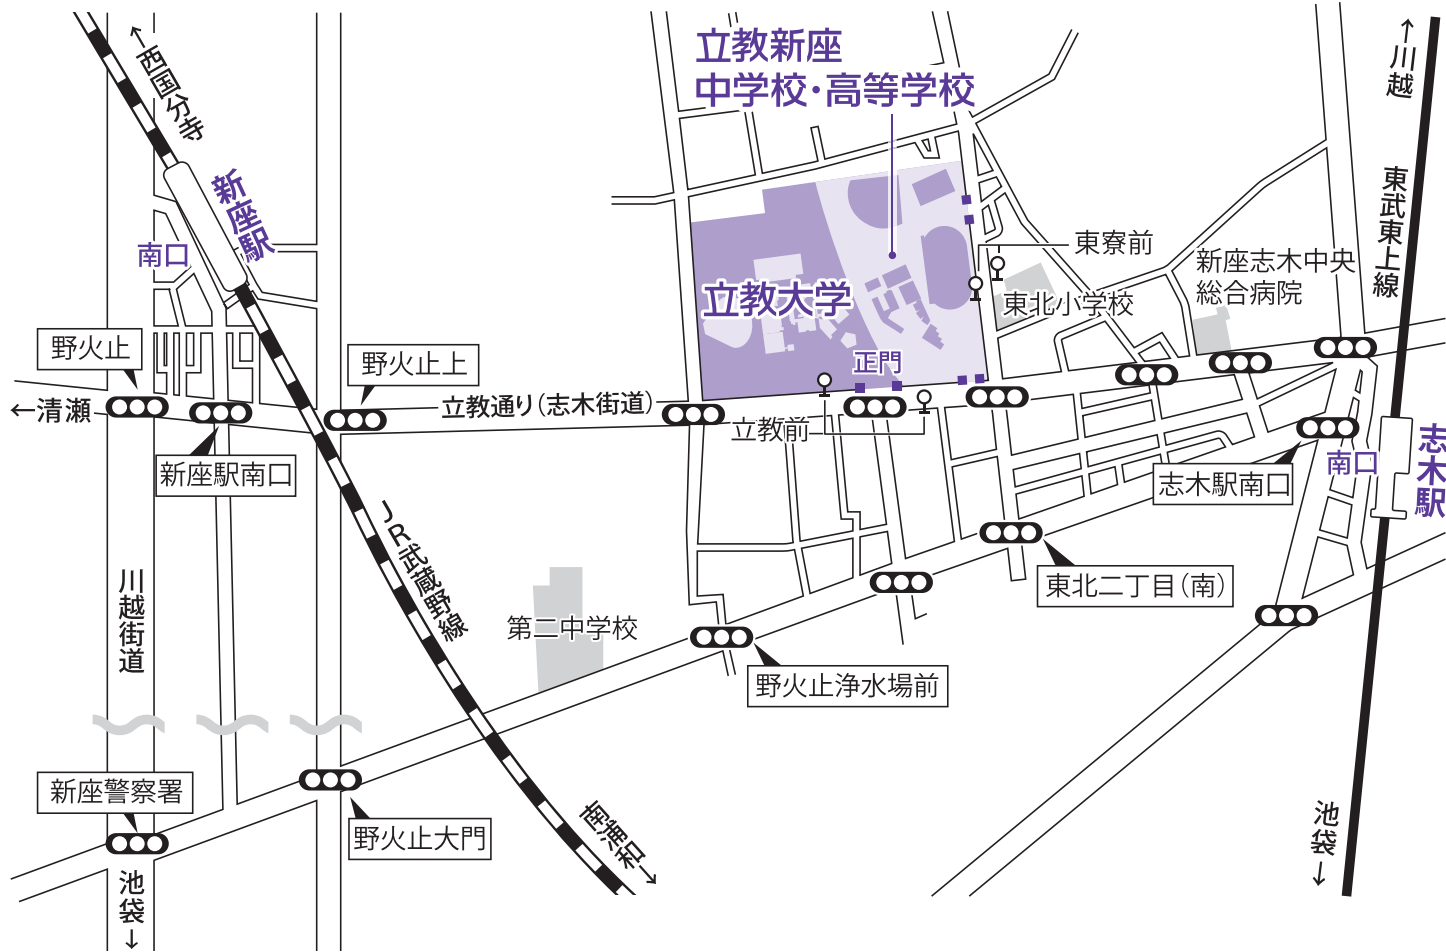 ←西国分寺
立教新座
中学校・高等学校
←川越
新座駅
南口
東武東上線
東寮前
新座志木中央
総合病院
東北小学校
立教大学
正門
野火止
野火止上
←清瀬
立教通り(志木街道)
立教前
新座駅南口
志木駅南口
南口
志木駅
JR武蔵野線
川越街道
東北二丁目(南)
第二中学校
野火止浄水場前
新座警察署
野火止大門
南浦和→
池袋→
池袋→